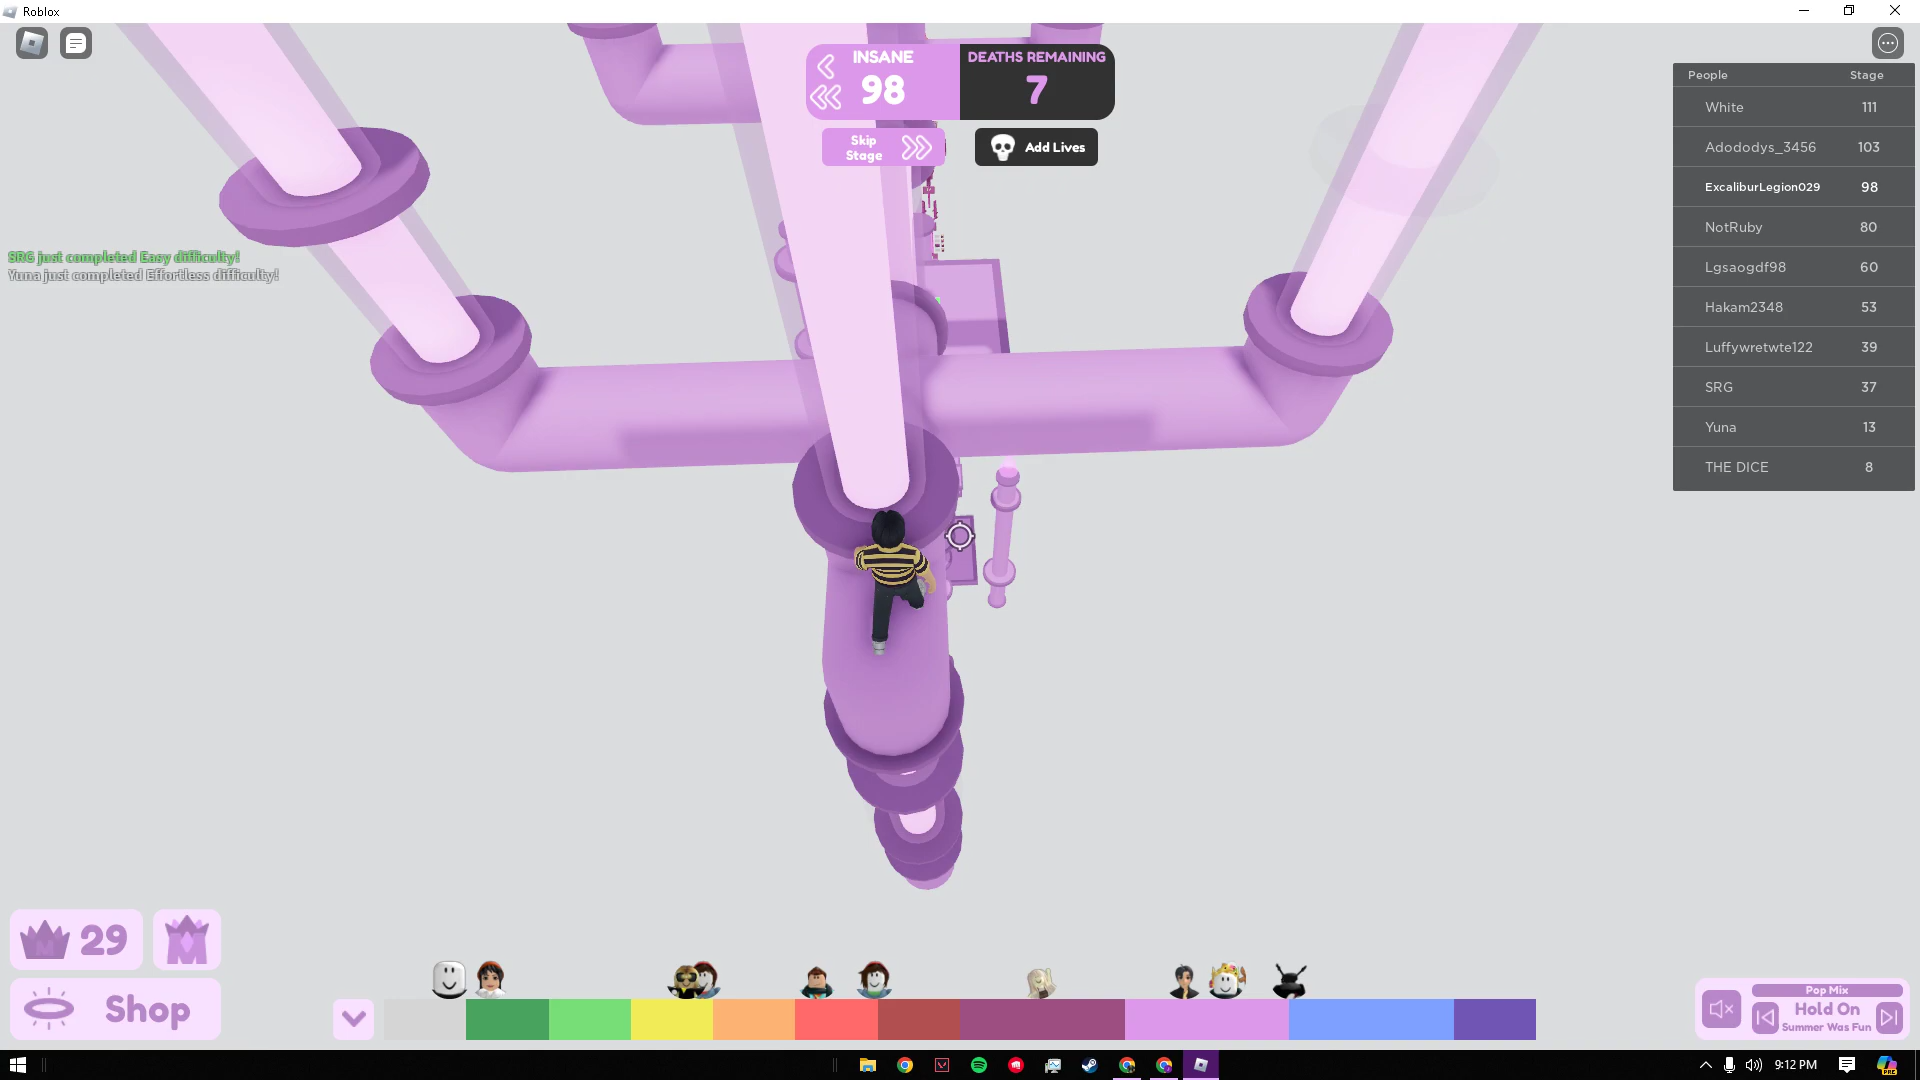 Roblox
INSANE
98
DEATHS REMAINING
7
Skip
Stage
Add Lives
People Stage
White 111
Adododys_3456 103
ExcaliburLegion029 98
NotRuby 80
Lgsaogdf98 60
Hakam2348 53
Luffywretwte122 39
SRG 37
Yuna 13
THE DICE 8
SRG just completed Easy difficulty!
Yuna just completed Effortless difficulty!
29
M
Shop
Pop Mix
Hold On
Summer Was Fun
9:12 PM